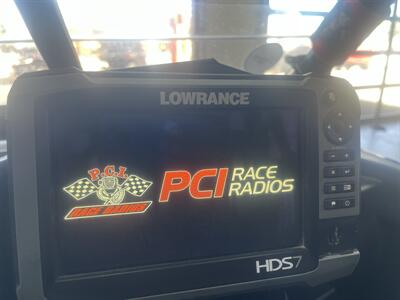 LOWRANCE
P.C.I.
RACE RADIOS
PCI RACE
RADIOS
HDS7